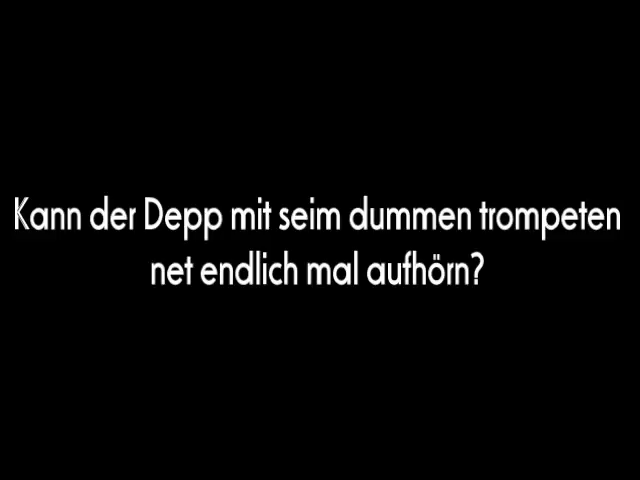 Kann der Depp mit seim dummen trompeten
net endlich mal aufhörn?